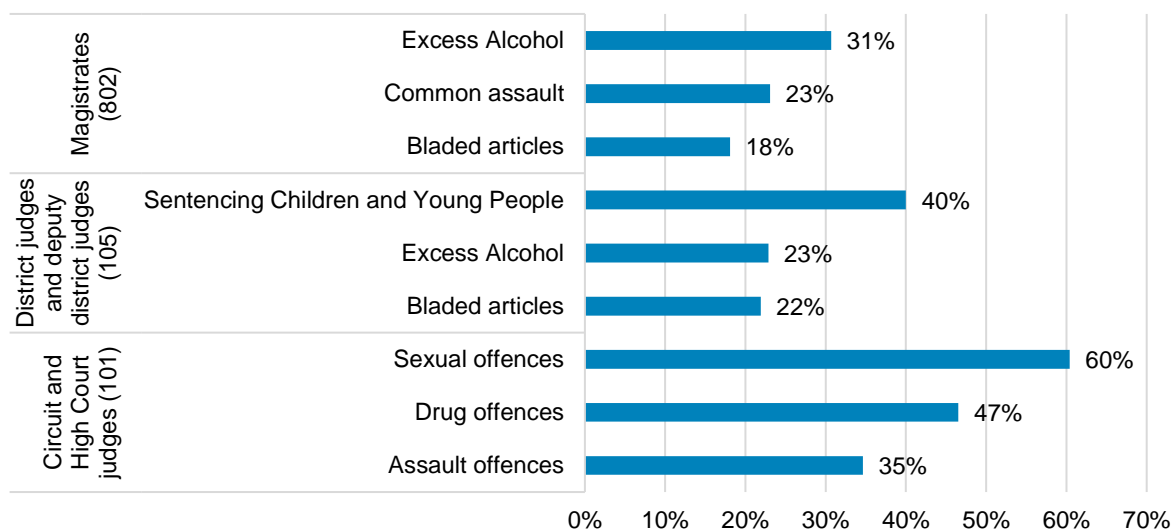 Magistrates
(802)
Excess Alcohol
31%
Common assault
23%
Bladed articles
18%
District judges
and deputy
district judges
(105)
Sentencing Children and Young People
40%
Excess Alcohol
23%
Bladed articles
22%
Circuit and
High Court
judges (101)
Sexual offences
60%
Drug offences
47%
Assault offences
35%
0% 10% 20% 30% 40% 50% 60% 70%